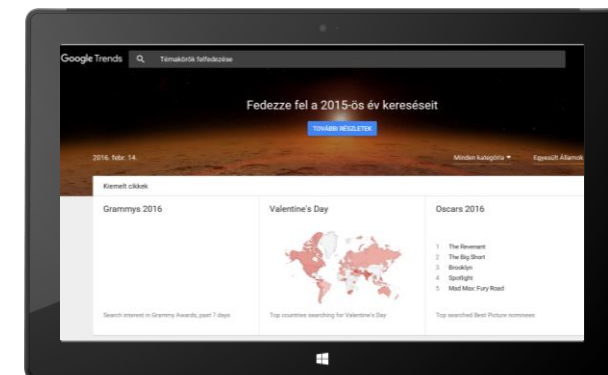 Google Trends
Témakörök felfedezése
Fedezze fel a 2015-ös év kereséseit
TOVÁBBI RÉSZLETEK
2016. febr. 14.
Minden kategória
Egyesült Államok
Kiemelt cikkek
Grammys 2016
Search interest in Grammy Awards, past 7 days
Valentine's Day
Top countries searching for Valentine's Day
Oscars 2016
1 The Revenant
2 The Big Short
3 Brooklyn
4 Spotlight
5 Mad Max: Fury Road
Top searched Best Picture nominees